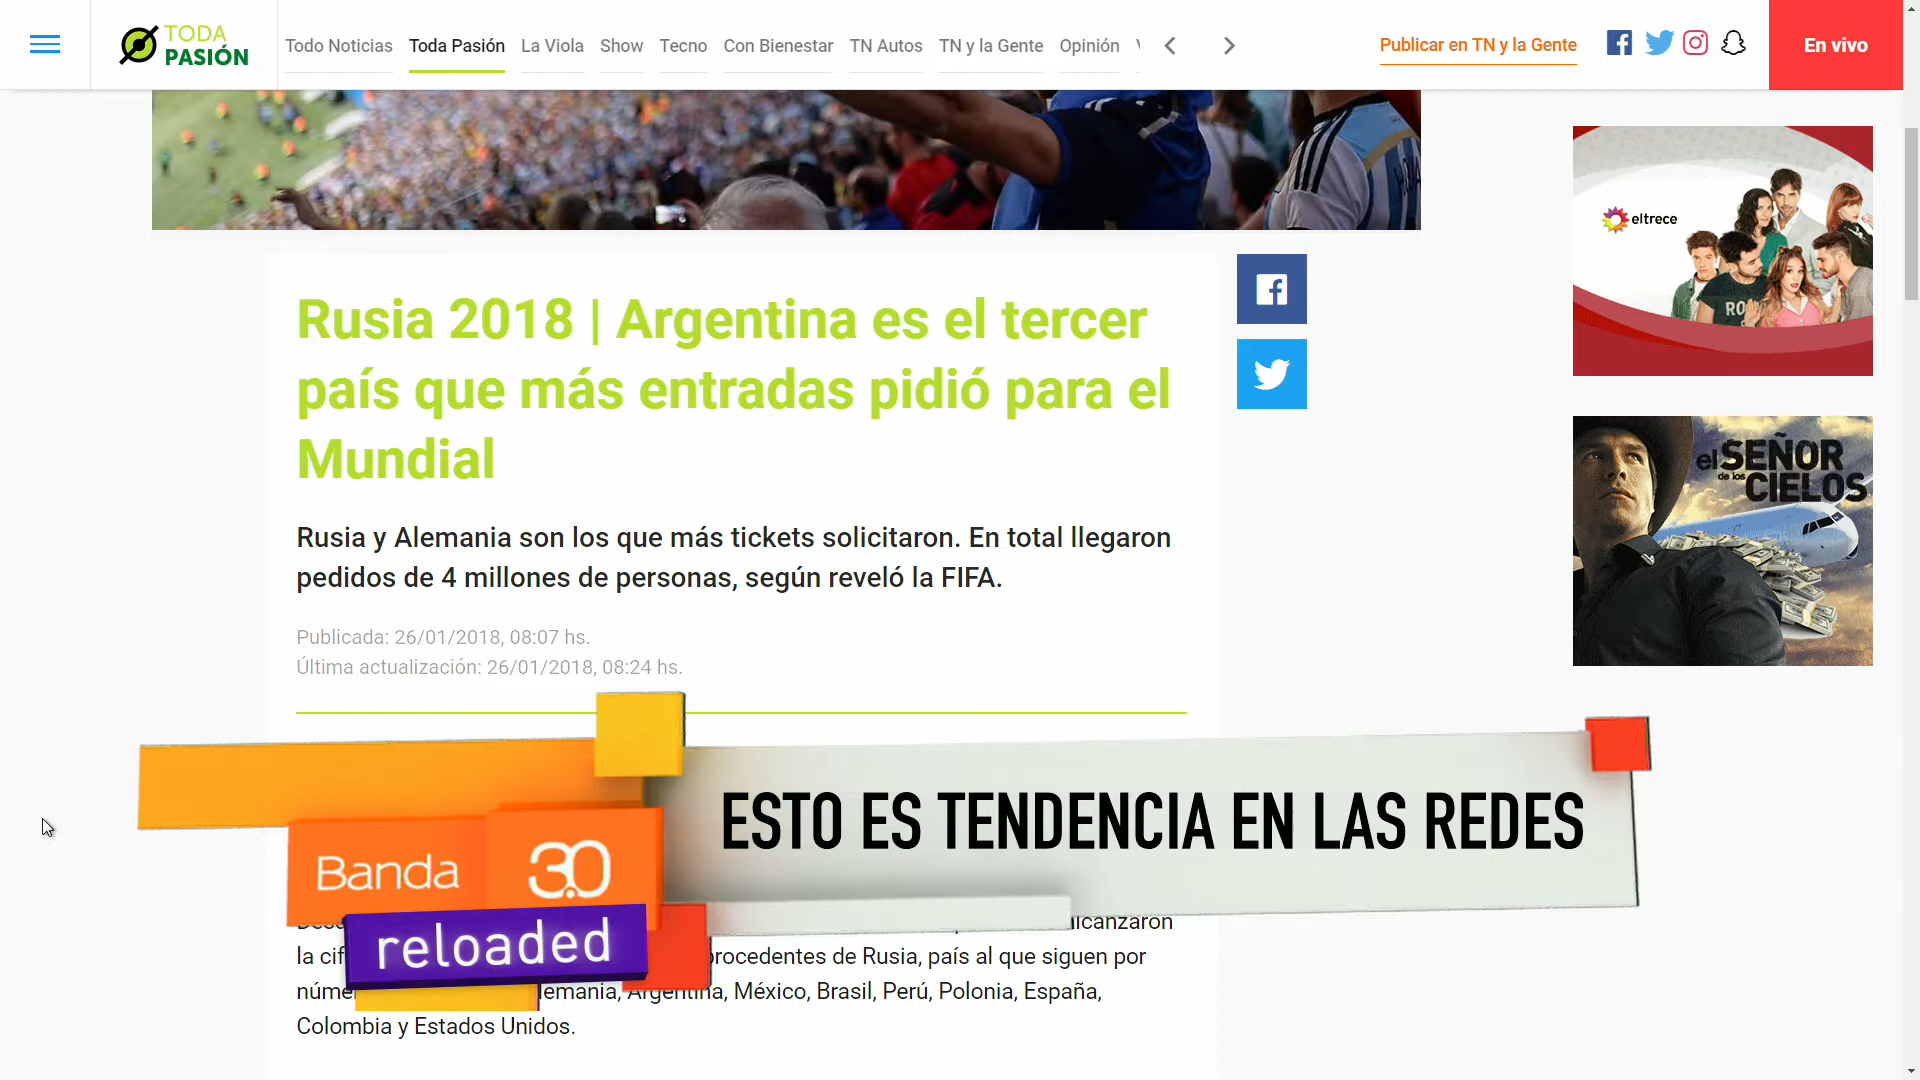 TODA
PASIÓN
Todo Noticias Toda Pasión La Viola Show Tecno Con Bienestar TN Autos TN y la Gente Opinión
Publicar en TN y la Gente
En vivo
eltrece
Rusia 2018 | Argentina es el tercer
país que más entradas pidió para el
Mundial
el SEÑOR
de los CIELOS
Rusia y Alemania son los que más tickets solicitaron. En total llegaron
pedidos de 4 millones de personas, según reveló la FIFA.
Publicada: 26/01/2018, 08:07 hs.
Última actualización: 26/01/2018, 08:24 hs.
ESTO ES TENDENCIA EN LAS REDES
Banda 3.0
reloaded
la
procedentes de Rusia, país al que siguen por
Argentina, México, Brasil, Perú, Polonia, España,
Colombia y Estados Unidos.